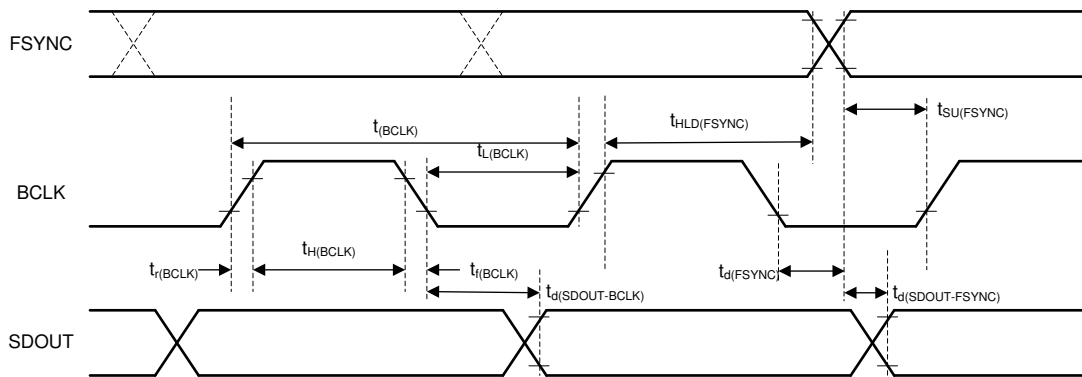 FSYNC
t(BCLK)
tHLD(FSYNC)
tSU(FSYNC)
tL(BCLK)
BCLK
tr(BCLK)
tH(BCLK)
tf(BCLK)
td(FSYNC)
td(SDOUT-BCLK)
td(SDOUT-FSYNC)
SDOUT